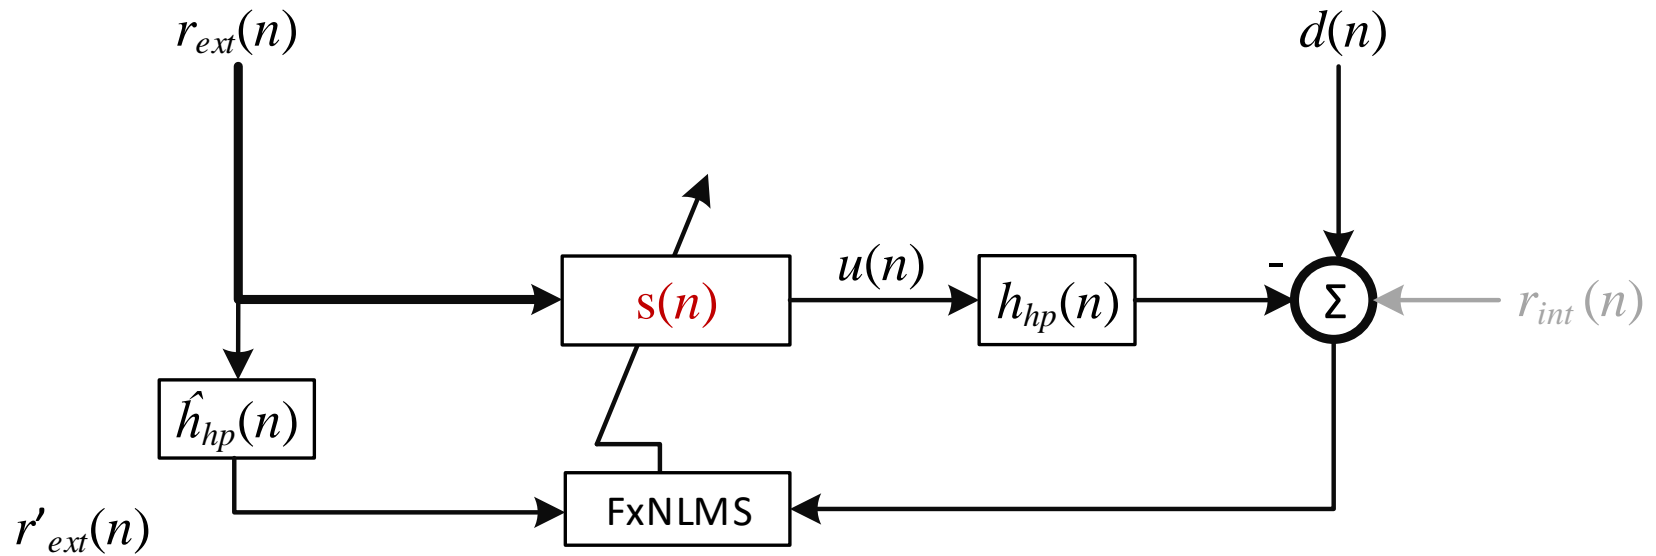 r_ext(n)
d(n)
s(n)
u(n)
h_hp(n)
-
Σ
r_int (n)
ĥ_hp(n)
r'_ext(n)
FxNLMS